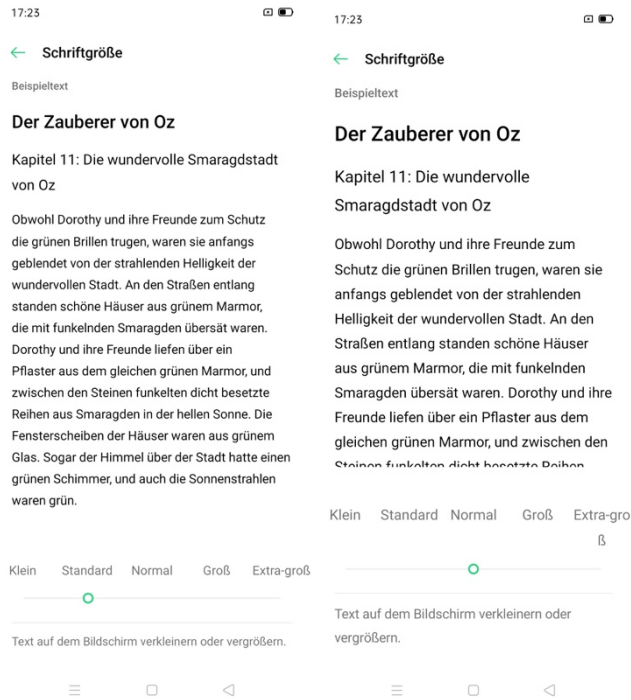 17:23
Schriftgröße
Beispieltext
Der Zauberer von Oz
Kapitel 11: Die wundervolle Smaragdstadt
von Oz
Obwohl Dorothy und ihre Freunde zum Schutz
die grünen Brillen trugen, waren sie anfangs
geblendet von der strahlenden Helligkeit der
wundervollen Stadt. An den Straßen entlang
standen schöne Häuser aus grünem Marmor,
die mit funkelnden Smaragden übersät waren.
Dorothy und ihre Freunde liefen über ein
Pflaster aus dem gleichen grünen Marmor, und
zwischen den Steinen funkelten dicht besetzte
Reihen aus Smaragden in der hellen Sonne. Die
Fensterscheiben der Häuser waren aus grünem
Glas. Sogar der Himmel über der Stadt hatte einen
grünen Schimmer, und auch die Sonnenstrahlen
waren grün.
Klein Standard Normal Groß Extra-groß
Text auf dem Bildschirm verkleinern oder vergrößern.
17:23
Schriftgröße
Beispieltext
Der Zauberer von Oz
Kapitel 11: Die wundervolle
Smaragdstadt von Oz
Obwohl Dorothy und ihre Freunde zum
Schutz die grünen Brillen trugen, waren sie
anfangs geblendet von der strahlenden
Helligkeit der wundervollen Stadt. An den
Straßen entlang standen schöne Häuser
aus grünem Marmor, die mit funkelnden
Smaragden übersät waren. Dorothy und ihre
Freunde liefen über ein Pflaster aus dem
gleichen grünen Marmor, und zwischen den
Steinen funkelten dicht besetzte Reihen
Klein Standard Normal Groß Extra-gro
ß
Text auf dem Bildschirm verkleinern oder
vergrößern.